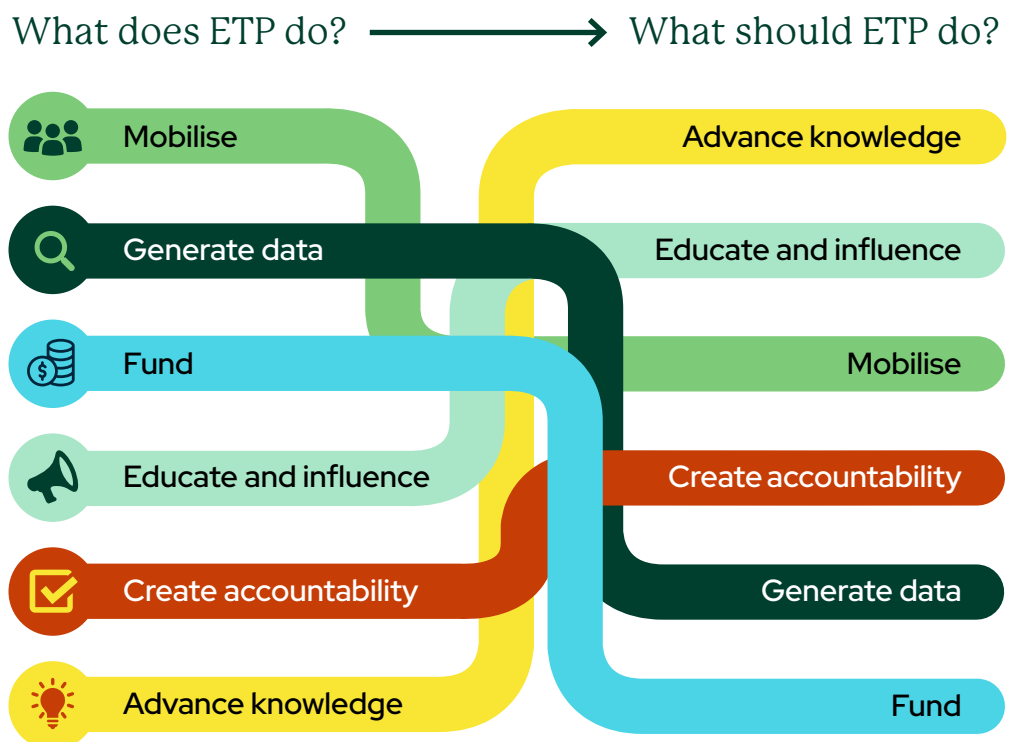 What does ETP do?
What should ETP do?
Mobilise
Advance knowledge
Generate data
Educate and influence
$
Fund
Mobilise
Educate and influence
Create accountability
Create accountability
Generate data
Advance knowledge
Fund